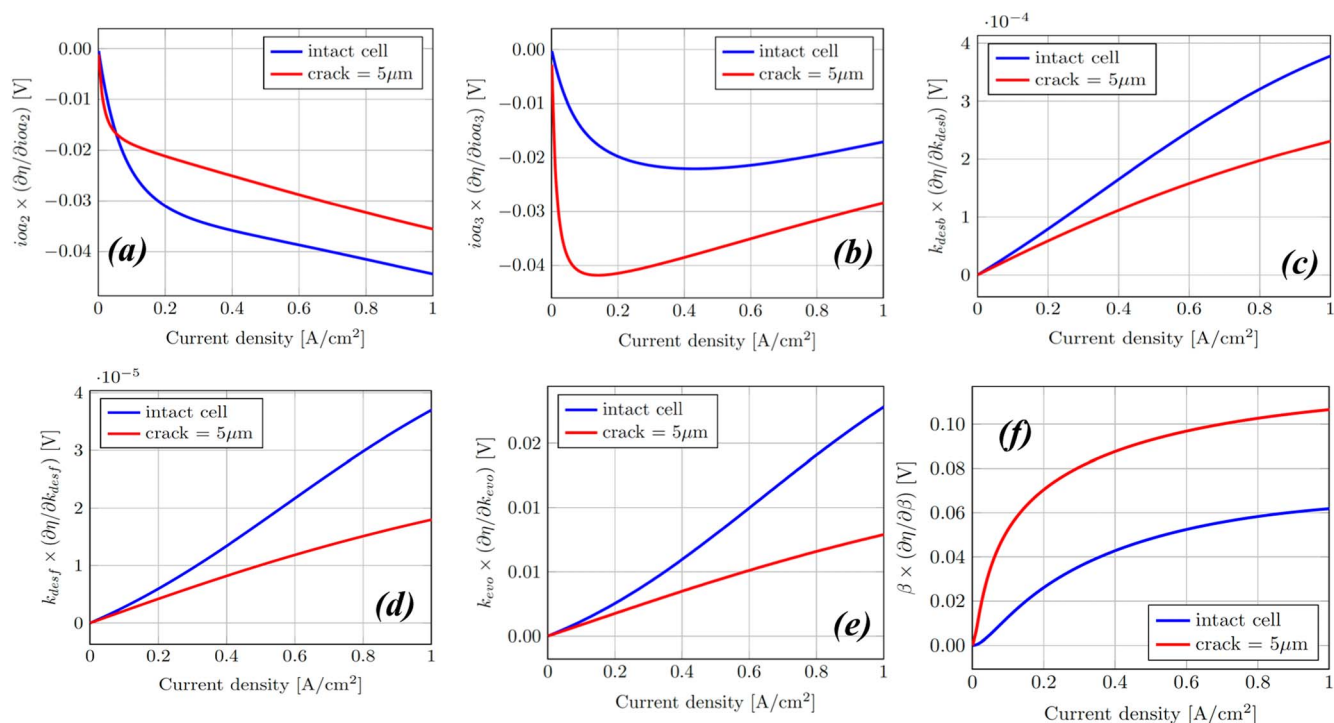 0.00
−0.01
−0.02
−0.03
−0.04
ioa₂ × (∂η/∂ioa₂) [V]
intact cell
crack = 5μm
(a)
0 0.2 0.4 0.6 0.8 1
Current density [A/cm²]
0.00
−0.01
−0.02
−0.03
−0.04
ioa₃ × (∂η/∂ioa₃) [V]
intact cell
crack = 5μm
(b)
0 0.2 0.4 0.6 0.8 1
Current density [A/cm²]
·10⁻⁴
4
3
2
1
0
k_desb × (∂η/∂k_desb) [V]
intact cell
crack = 5μm
(c)
0 0.2 0.4 0.6 0.8 1
Current density [A/cm²]
·10⁻⁵
4
3
2
1
0
k_desf × (∂η/∂k_desf) [V]
intact cell
crack = 5μm
(d)
0 0.2 0.4 0.6 0.8 1
Current density [A/cm²]
0.02
0.01
0.01
0.00
k_evo × (∂η/∂k_evo) [V]
intact cell
crack = 5μm
(e)
0 0.2 0.4 0.6 0.8 1
Current density [A/cm²]
0.10
0.08
0.06
0.04
0.02
0.00
β × (∂η/∂β) [V]
(f)
intact cell
crack = 5μm
0 0.2 0.4 0.6 0.8 1
Current density [A/cm²]